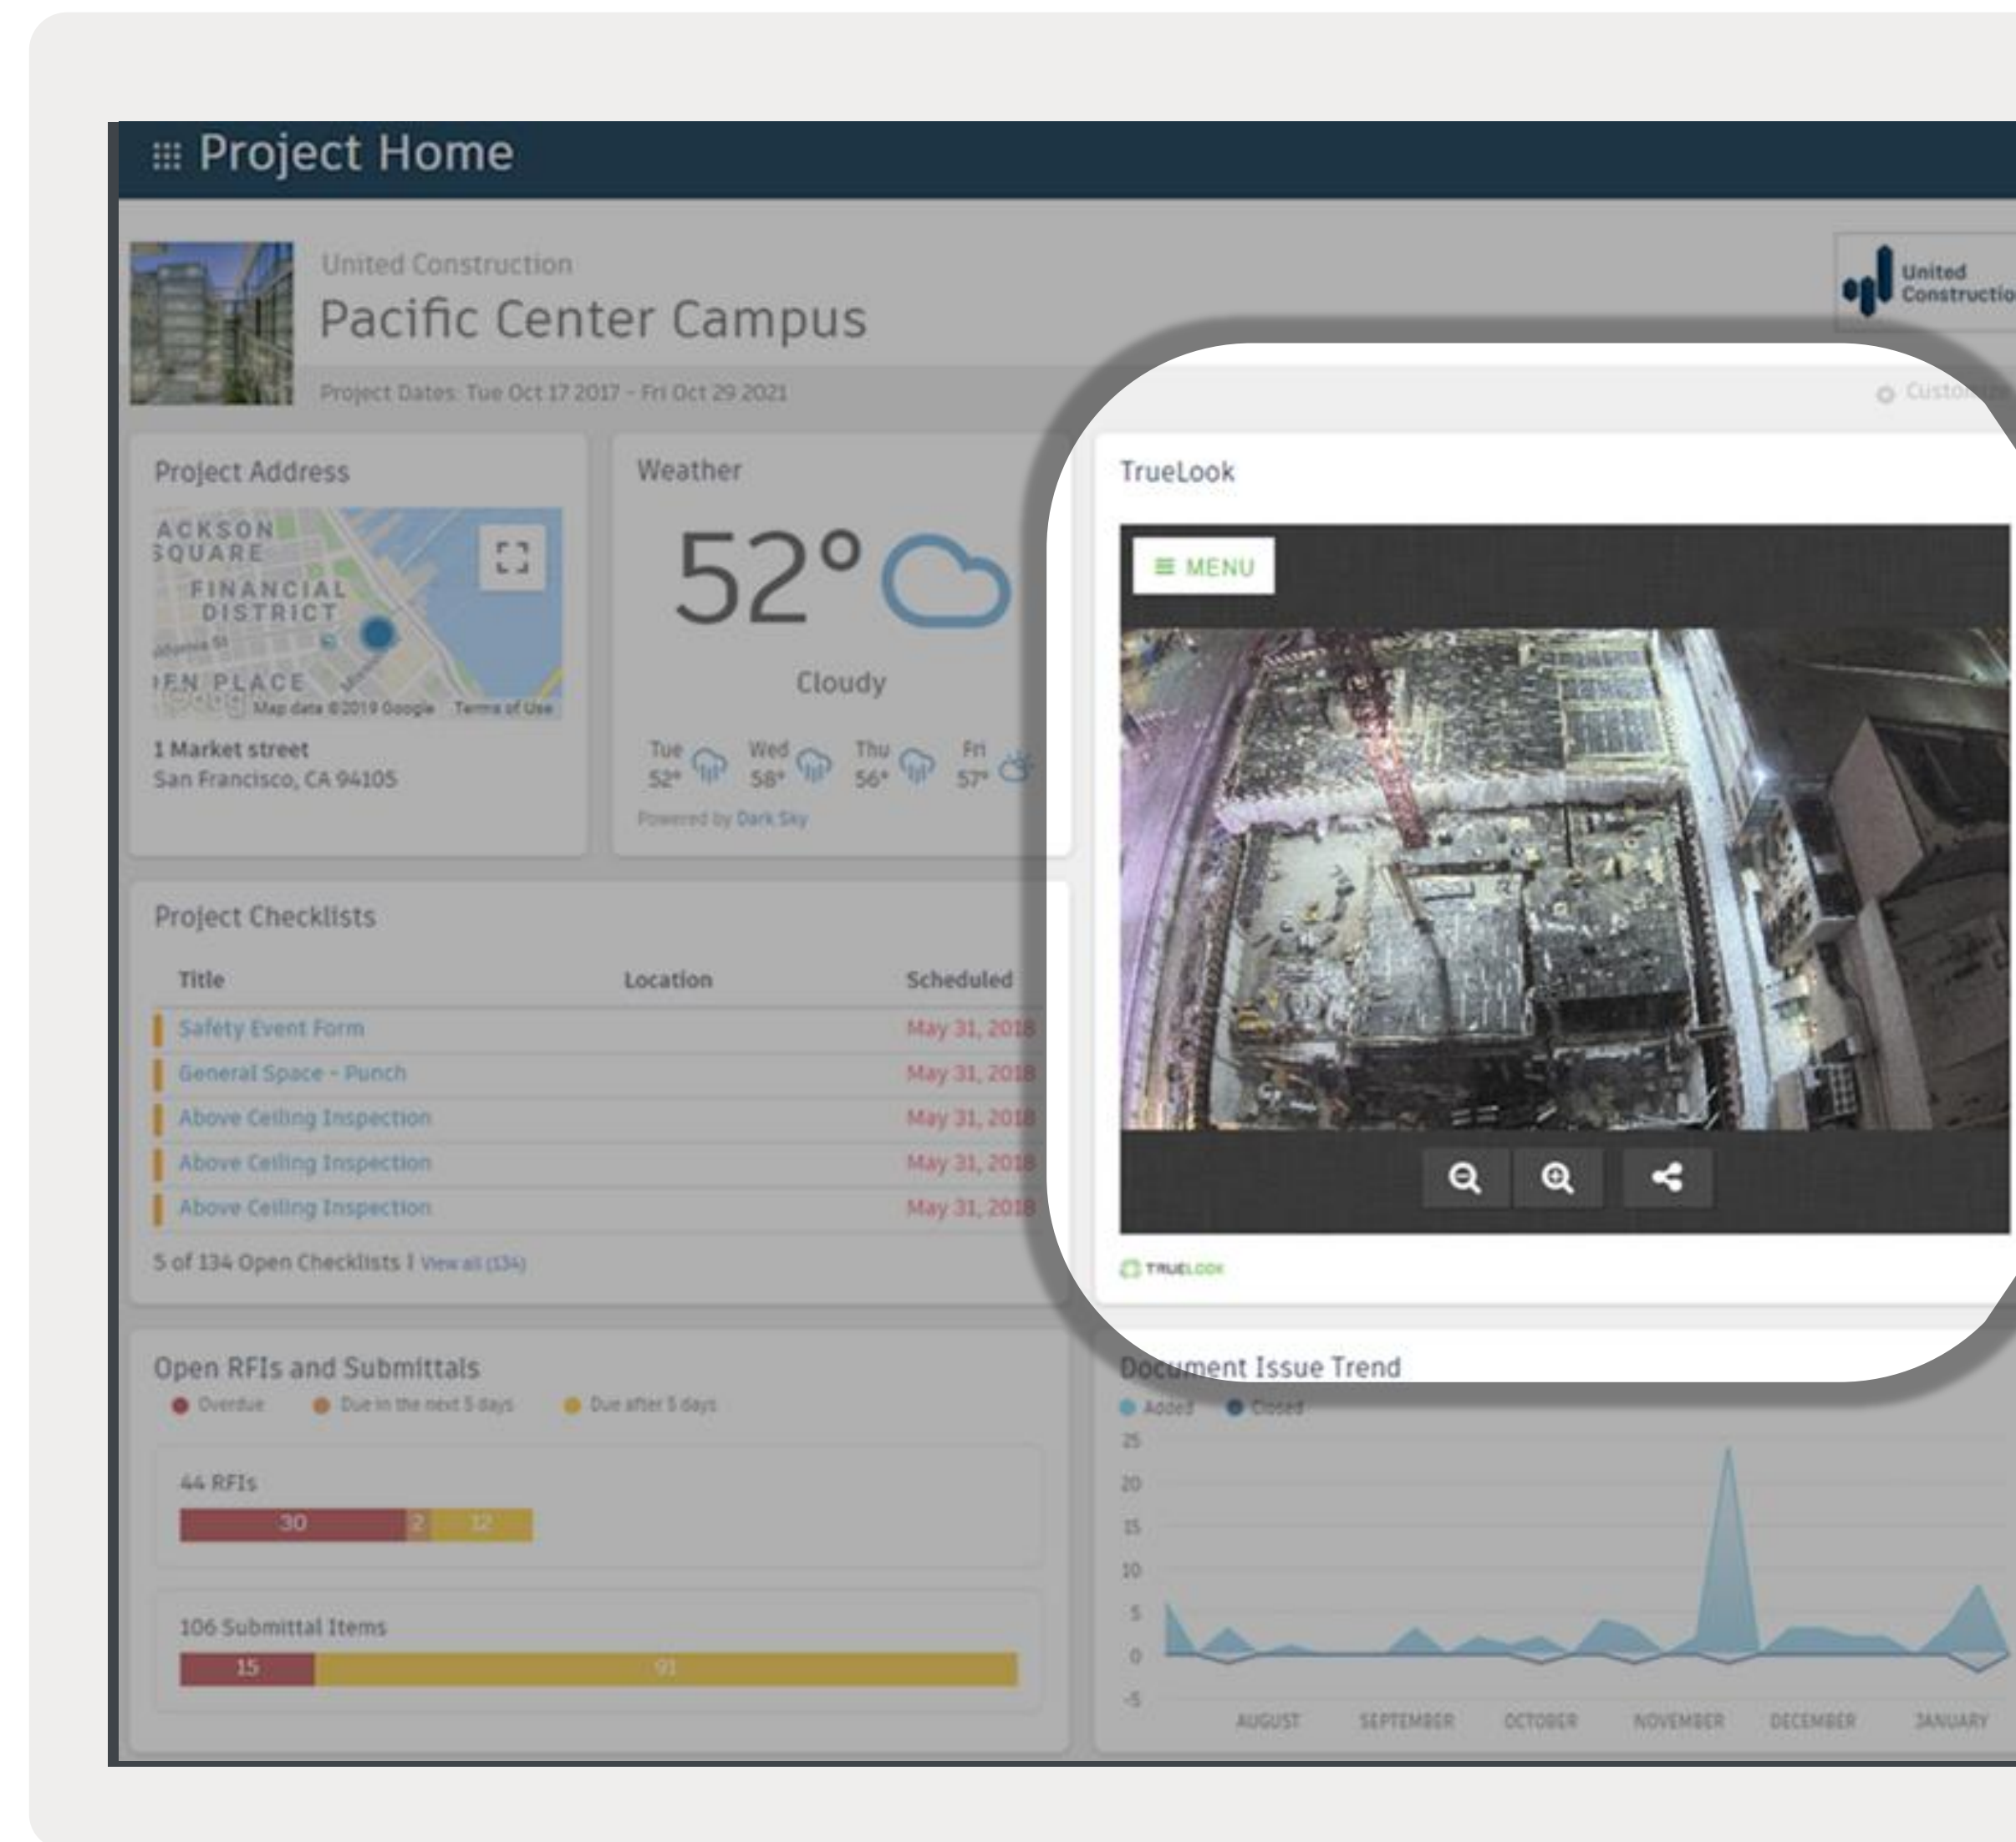 Project Home
United Construction
Pacific Center Campus
United
Constructio
Project Dates: Tue Oct 17 2017 - Fri Oct 29 2021
Customize
Project Address
ACKSON
SQUARE
FINANCIAL
DISTRICT
alifornia St
EN PLACE
Map data ©2019 Google Terms of Use
1 Market street
San Francisco, CA 94105
Weather
52°
Cloudy
Tue Wed Thu Fri
52° 58° 56° 57°
Powered by Dark Sky
TrueLook
MENU
TRUELOOK
Project Checklists
Title Location Scheduled
Safety Event Form May 31, 2018
General Space - Punch May 31, 2018
Above Ceiling Inspection May 31, 2018
Above Ceiling Inspection May 31, 2018
Above Ceiling Inspection May 31, 2018
5 of 134 Open Checklists | View all (134)
Open RFIs and Submittals
Overdue Due in the next 5 days Due after 5 days
44 RFIs
30 2 12
106 Submittal Items
15 91
Document Issue Trend
Added Closed
25
20
15
10
5
0
-5
AUGUST SEPTEMBER OCTOBER NOVEMBER DECEMBER JANUARY